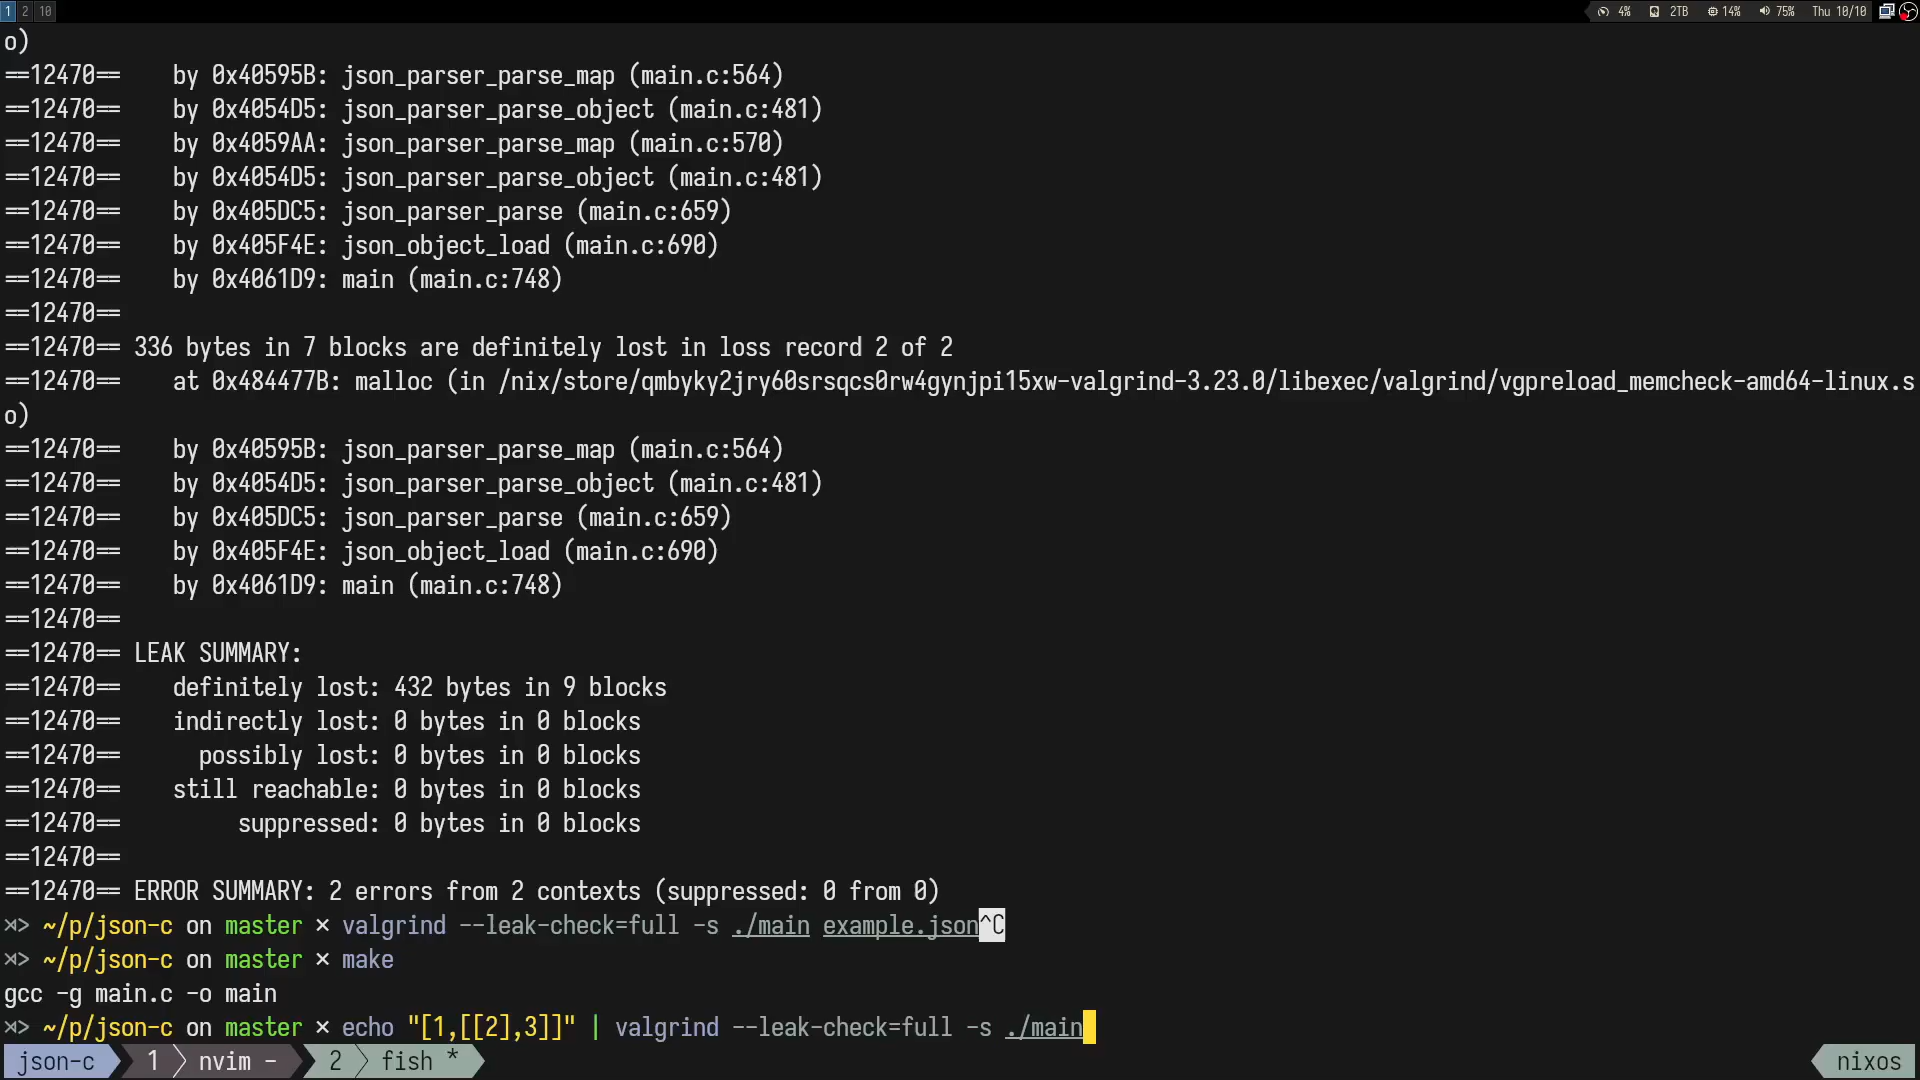 1 2 10 4% 2TB 14% 75% Thu 10/10
o)
==12470==    by 0x40595B: json_parser_parse_map (main.c:564)
==12470==    by 0x4054D5: json_parser_parse_object (main.c:481)
==12470==    by 0x4059AA: json_parser_parse_map (main.c:570)
==12470==    by 0x4054D5: json_parser_parse_object (main.c:481)
==12470==    by 0x405DC5: json_parser_parse (main.c:659)
==12470==    by 0x405F4E: json_object_load (main.c:690)
==12470==    by 0x4061D9: main (main.c:748)
==12470==
==12470== 336 bytes in 7 blocks are definitely lost in loss record 2 of 2
==12470==    at 0x484477B: malloc (in /nix/store/qmbyky2jry60srsqcs0rw4gynjpi15xw-valgrind-3.23.0/libexec/valgrind/vgpreload_memcheck-amd64-linux.s
o)
==12470==    by 0x40595B: json_parser_parse_map (main.c:564)
==12470==    by 0x4054D5: json_parser_parse_object (main.c:481)
==12470==    by 0x405DC5: json_parser_parse (main.c:659)
==12470==    by 0x405F4E: json_object_load (main.c:690)
==12470==    by 0x4061D9: main (main.c:748)
==12470==
==12470== LEAK SUMMARY:
==12470==    definitely lost: 432 bytes in 9 blocks
==12470==    indirectly lost: 0 bytes in 0 blocks
==12470==      possibly lost: 0 bytes in 0 blocks
==12470==    still reachable: 0 bytes in 0 blocks
==12470==         suppressed: 0 bytes in 0 blocks
==12470==
==12470== ERROR SUMMARY: 2 errors from 2 contexts (suppressed: 0 from 0)
⋊> ~/p/json-c on master × valgrind --leak-check=full -s ./main example.json^C
⋊> ~/p/json-c on master × make
gcc -g main.c -o main
⋊> ~/p/json-c on master × echo "[1,[[2],3]]" | valgrind --leak-check=full -s ./main
json-c 1 nvim - 2 fish * nixos